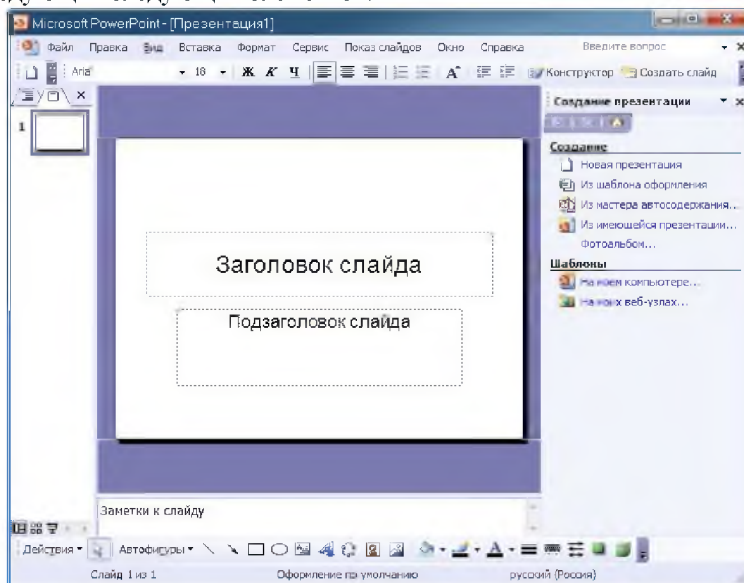 Microsoft PowerPoint - [Презентация1]
Файл Правка Вид Вставка Формат Сервис Показ слайдов Окно Справка Введите вопрос
Arial 18 Ж К Ч Конструктор Создать слайд
Создание презентации
1
Создание
Новая презентация
Из шаблона оформления
Из мастера автосодержания...
Из имеющейся презентации...
Фотоальбом...
Шаблоны
На моем компьютере...
На моих веб-узлах...
Заголовок слайда
Подзаголовок слайда
Заметки к слайду
Действия Автофигуры
Слайд 1 из 1 Оформление по умолчанию русский (Россия)